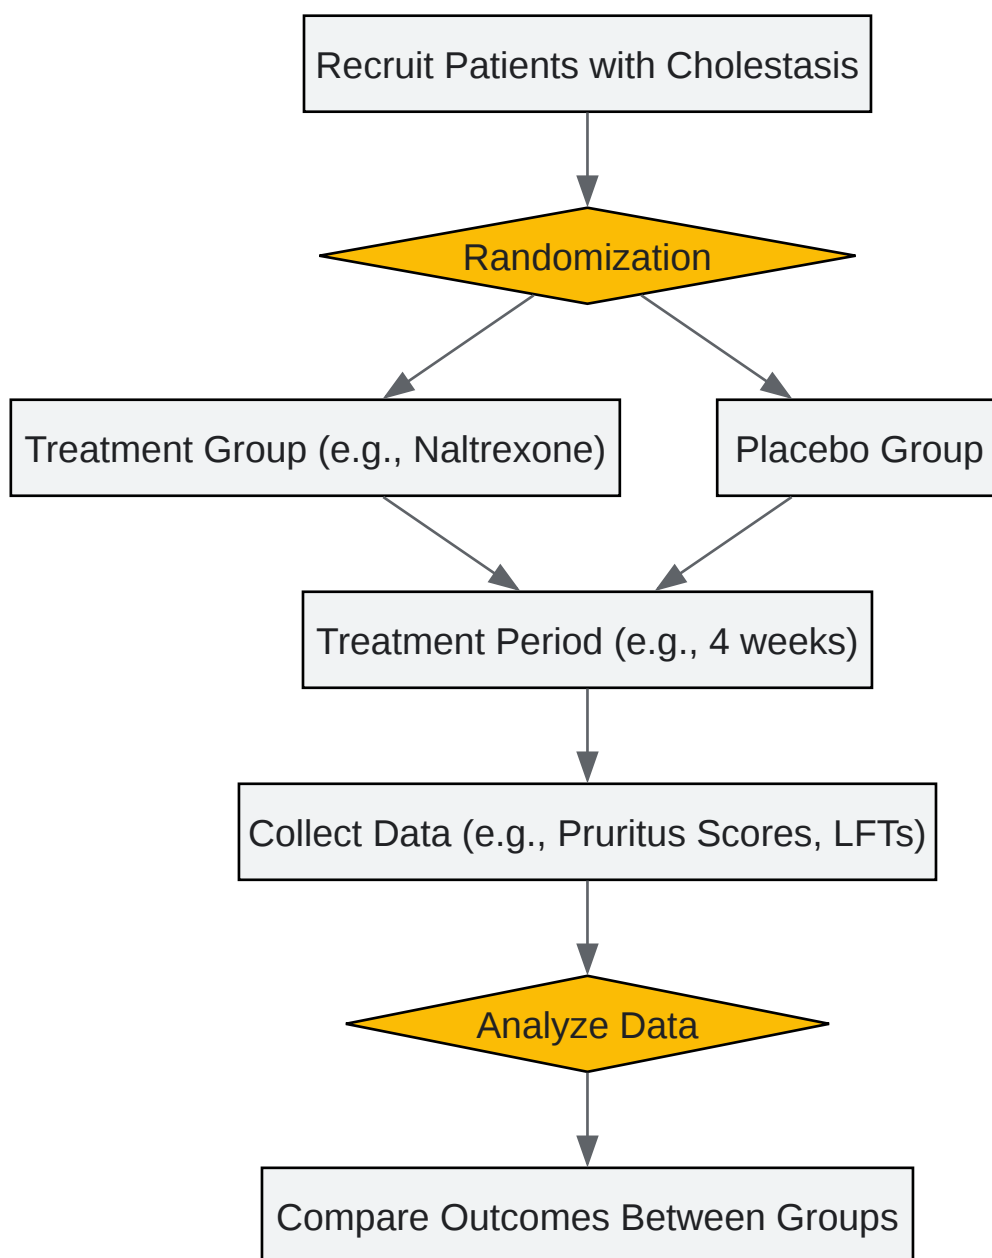 Recruit Patients with Cholestasis
Randomization
Treatment Group (e.g., Naltrexone)
Placebo Group
Treatment Period (e.g., 4 weeks)
Collect Data (e.g., Pruritus Scores, LFTs)
Analyze Data
Compare Outcomes Between Groups